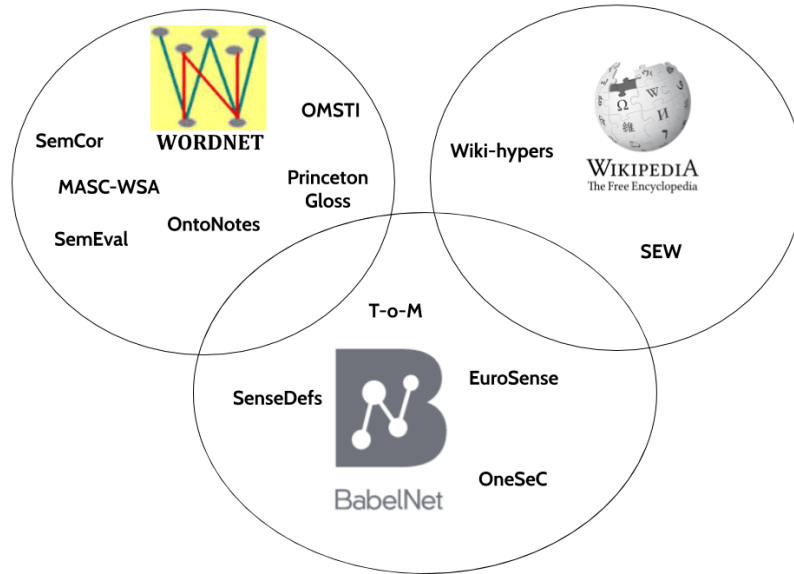 OMSTI
SemCor
WORDNET
MASC-WSA
Princeton
Gloss
OntoNotes
SemEval
Wiki-hypers
Ω
W
И
維
WIKIPEDIA
The Free Encyclopedia
SEW
T-o-M
EuroSense
SenseDefs
OneSeC
BabelNet